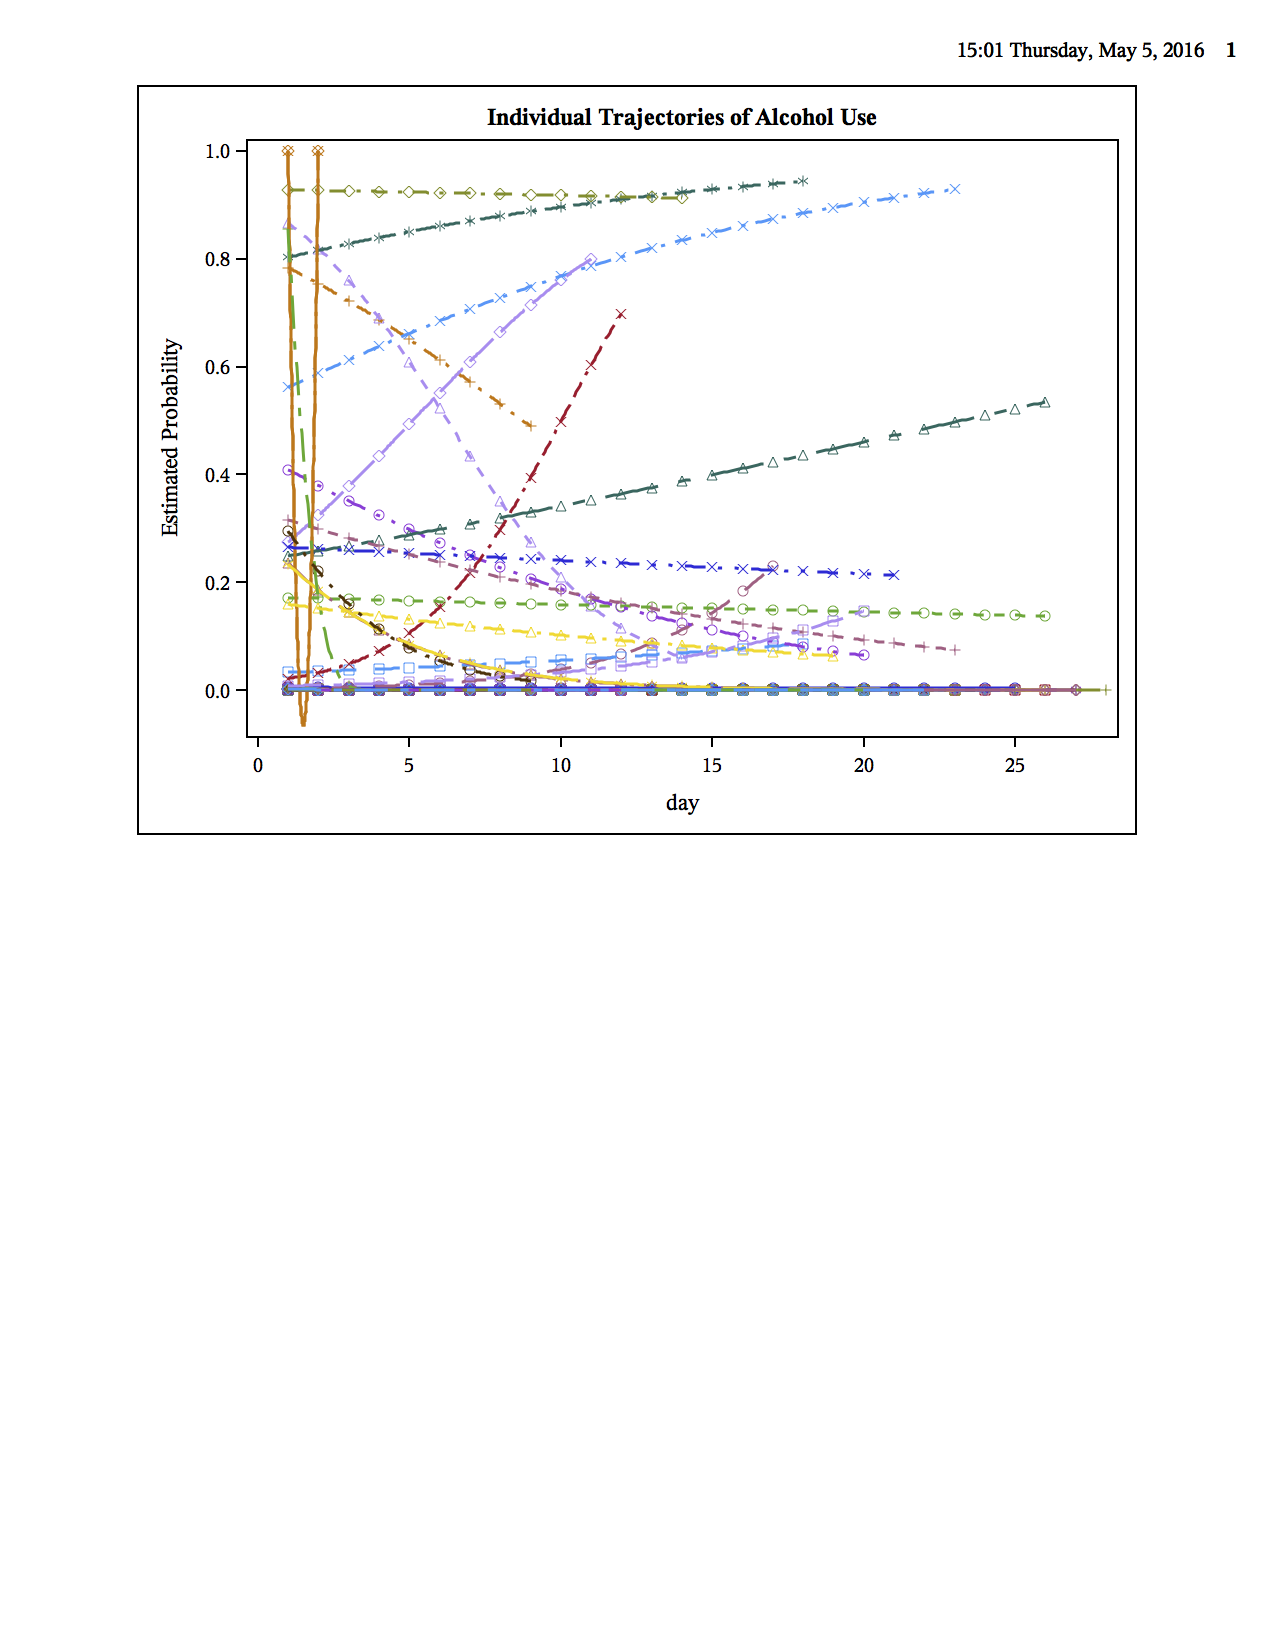 15:01 Thursday, May 5, 2016 1
Individual Trajectories of Alcohol Use
1.0
0.8
0.6
0.4
0.2
0.0
Estimated Probability
0 5 10 15 20 25
day